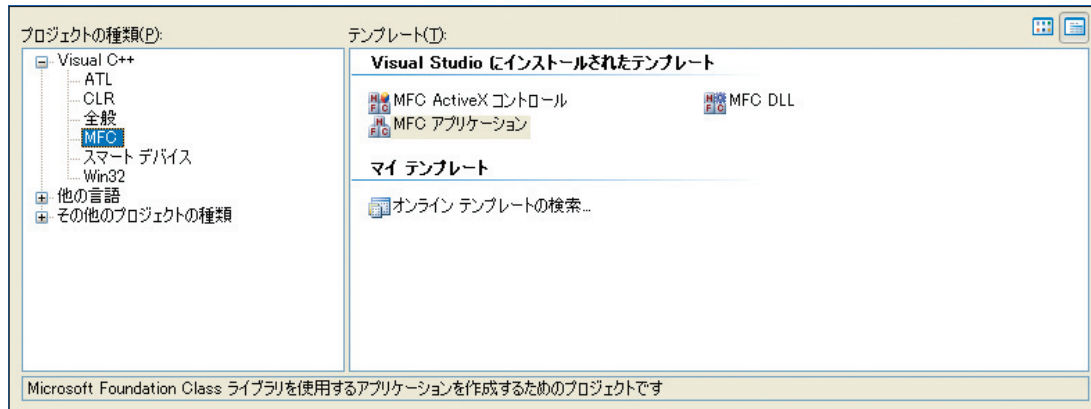 プロジェクトの種類(P):
Visual C++
ATL
CLR
全般
MFC
スマート デバイス
Win32
他の言語
その他のプロジェクトの種類
テンプレート(T):
Visual Studio にインストールされたテンプレート
MFC ActiveX コントロール
MFC DLL
MFC アプリケーション
マイ テンプレート
オンライン テンプレートの検索...
Microsoft Foundation Class ライブラリを使用するアプリケーションを作成するためのプロジェクトです